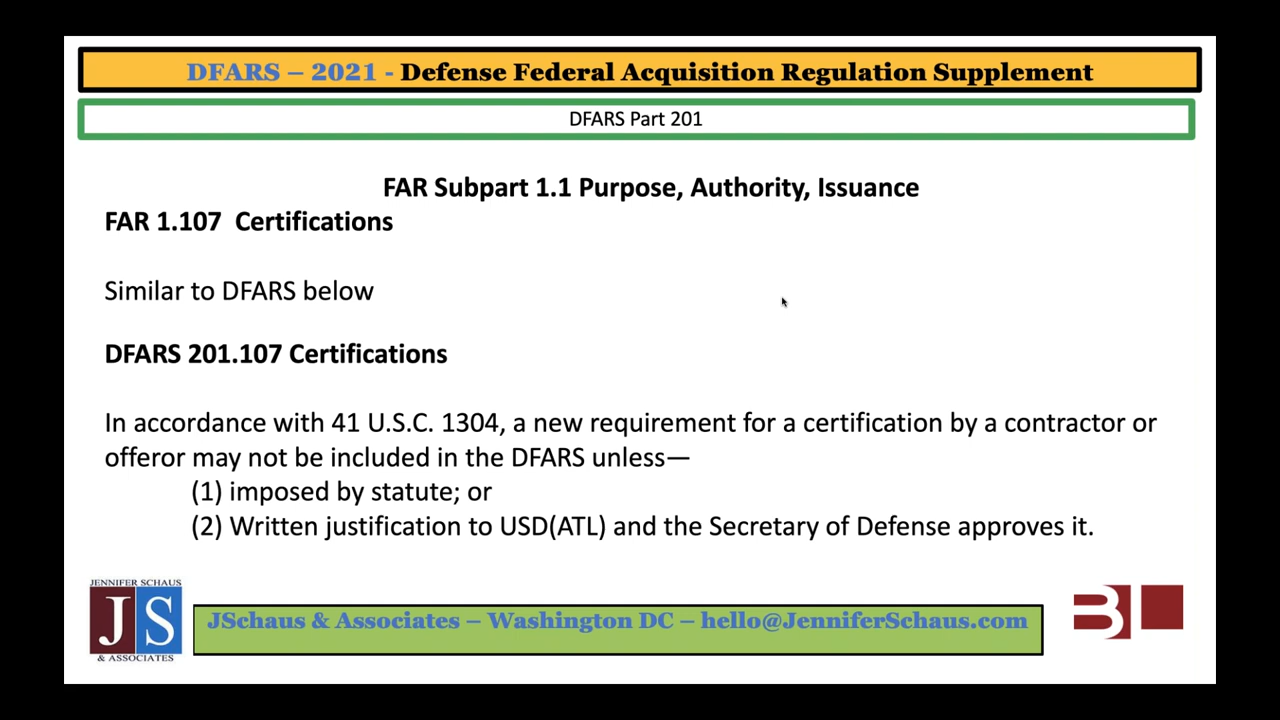 DFARS – 2021 - Defense Federal Acquisition Regulation Supplement
DFARS Part 201
FAR Subpart 1.1 Purpose, Authority, Issuance
FAR 1.107  Certifications
Similar to DFARS below
DFARS 201.107 Certifications
In accordance with 41 U.S.C. 1304, a new requirement for a certification by a contractor or
offeror may not be included in the DFARS unless—
(1) imposed by statute; or
(2) Written justification to USD(ATL) and the Secretary of Defense approves it.
JENNIFER SCHAUS
JS
& ASSOCIATES
JSchaus & Associates – Washington DC – hello@JenniferSchaus.com
B